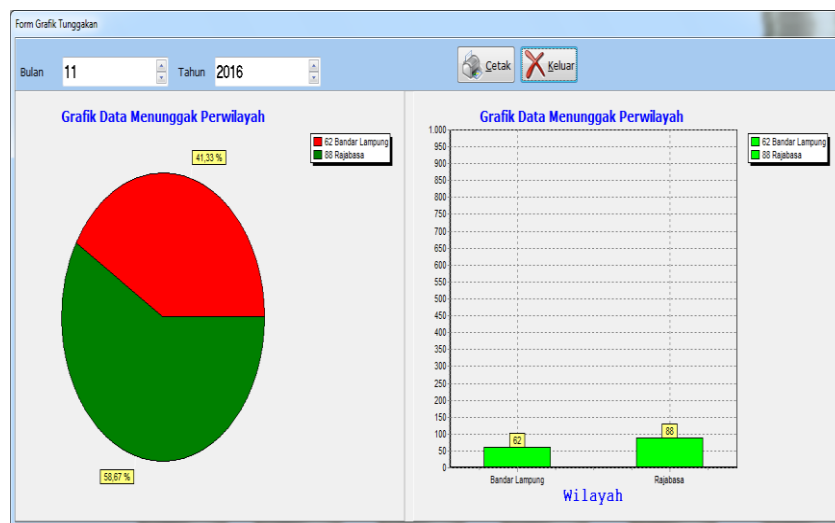 Form Grafik Tunggakan
Bulan 11 Tahun 2016 Cetak Keluar
Grafik Data Menunggak Perwilayah
62 Bandar Lampung
88 Rajabasa
41,33 %
58,67 %
Grafik Data Menunggak Perwilayah
62 Bandar Lampung
88 Rajabasa
1.000
950
900
850
800
750
700
650
600
550
500
450
400
350
300
250
200
150
100
50
0
62
88
Bandar Lampung
Rajabasa
Wilayah